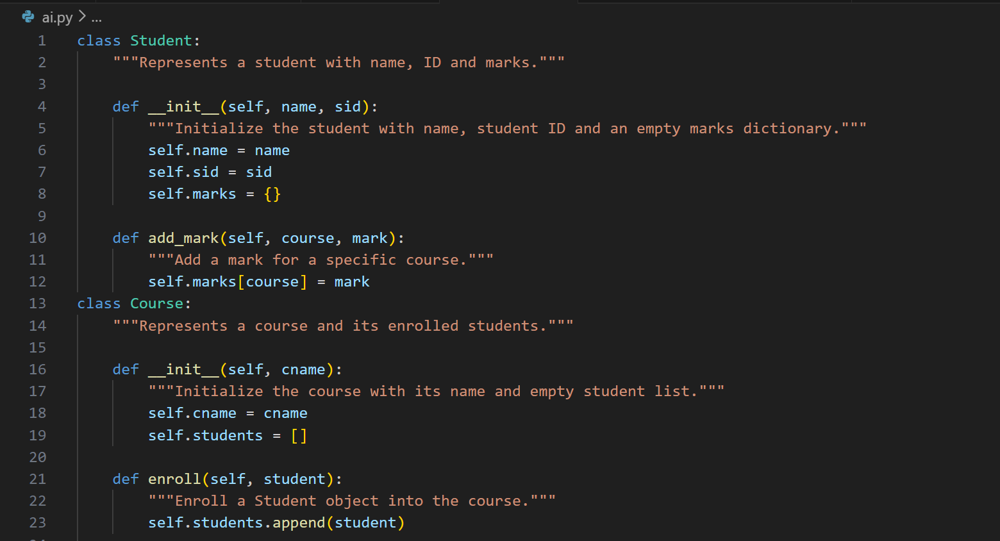 ai.py > ...
1 class Student:
2     """Represents a student with name, ID and marks."""
3
4     def __init__(self, name, sid):
5         """Initialize the student with name, student ID and an empty marks dictionary."""
6         self.name = name
7         self.sid = sid
8         self.marks = {}
9
10     def add_mark(self, course, mark):
11         """Add a mark for a specific course."""
12         self.marks[course] = mark
13 class Course:
14     """Represents a course and its enrolled students."""
15
16     def __init__(self, cname):
17         """Initialize the course with its name and empty student list."""
18         self.cname = cname
19         self.students = []
20
21     def enroll(self, student):
22         """Enroll a Student object into the course."""
23         self.students.append(student)